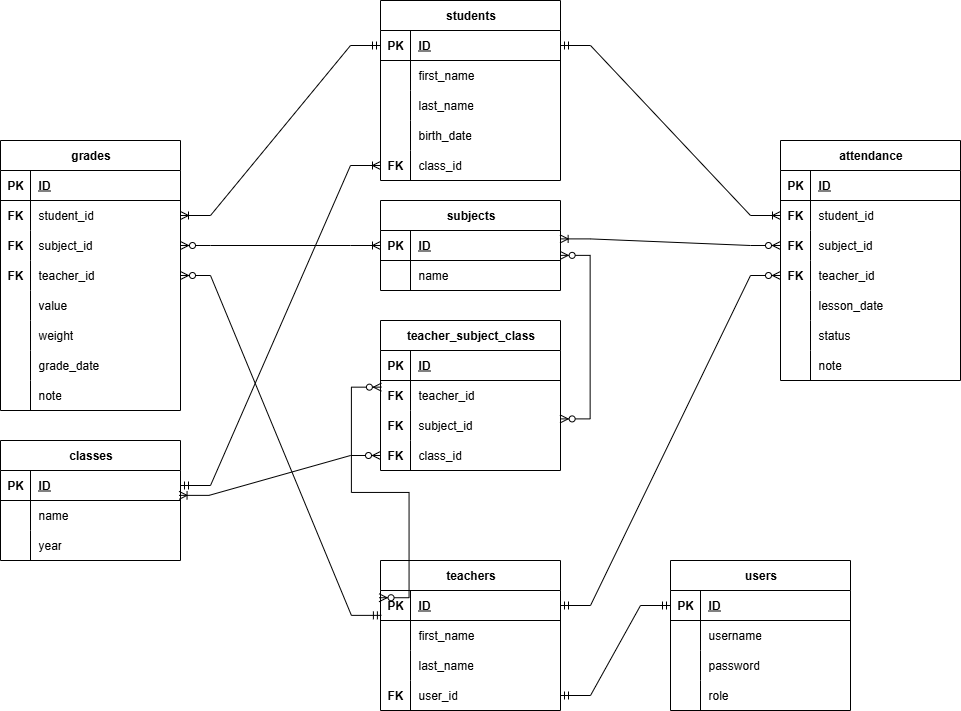 students
PK ID
first_name
last_name
birth_date
FK class_id
grades
PK ID
FK student_id
FK subject_id
FK teacher_id
value
weight
grade_date
note
attendance
PK ID
FK student_id
FK subject_id
FK teacher_id
lesson_date
status
note
subjects
PK ID
name
teacher_subject_class
PK ID
FK teacher_id
FK subject_id
FK class_id
classes
PK ID
name
year
teachers
PK ID
first_name
last_name
FK user_id
users
PK ID
username
password
role